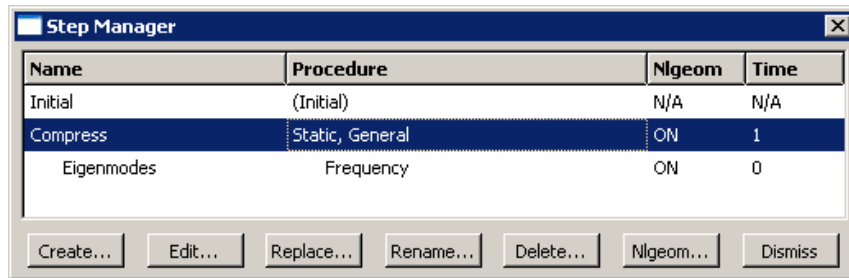 Step Manager
Name Procedure Nlgeom Time
Initial (Initial) N/A N/A
Compress Static, General ON 1
Eigenmodes Frequency ON 0
Create... Edit... Replace... Rename... Delete... Nlgeom... Dismiss